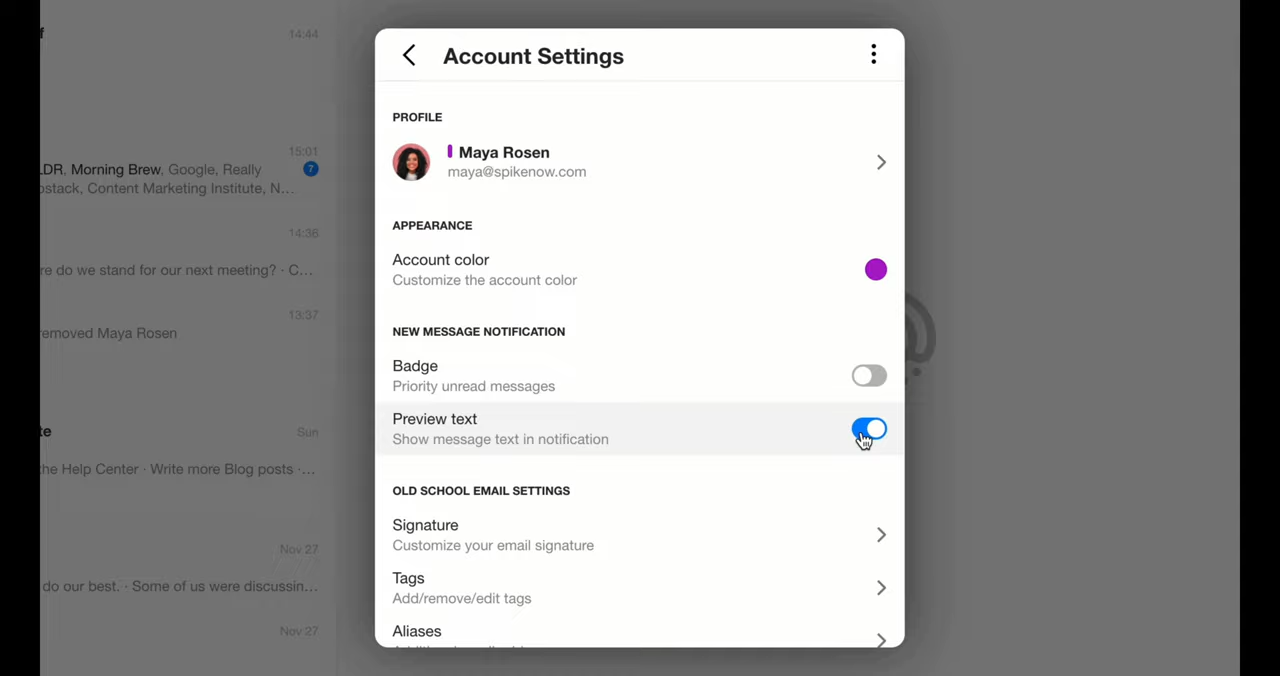 f
14:44
Account Settings
PROFILE
15:01
LDR, Morning Brew, Google, Really
7
Maya Rosen
ostack, Content Marketing Institute, N...
maya@spikenow.com
APPEARANCE
14:36
Account color
re do we stand for our next meeting? · C...
Customize the account color
13:37
emoved Maya Rosen
NEW MESSAGE NOTIFICATION
Badge
Priority unread messages
Preview text
te
Sun
Show message text in notification
he Help Center · Write more Blog posts ·...
OLD SCHOOL EMAIL SETTINGS
Signature
Customize your email signature
Nov 27
do our best. · Some of us were discussin...
Tags
Add/remove/edit tags
Nov 27
Aliases